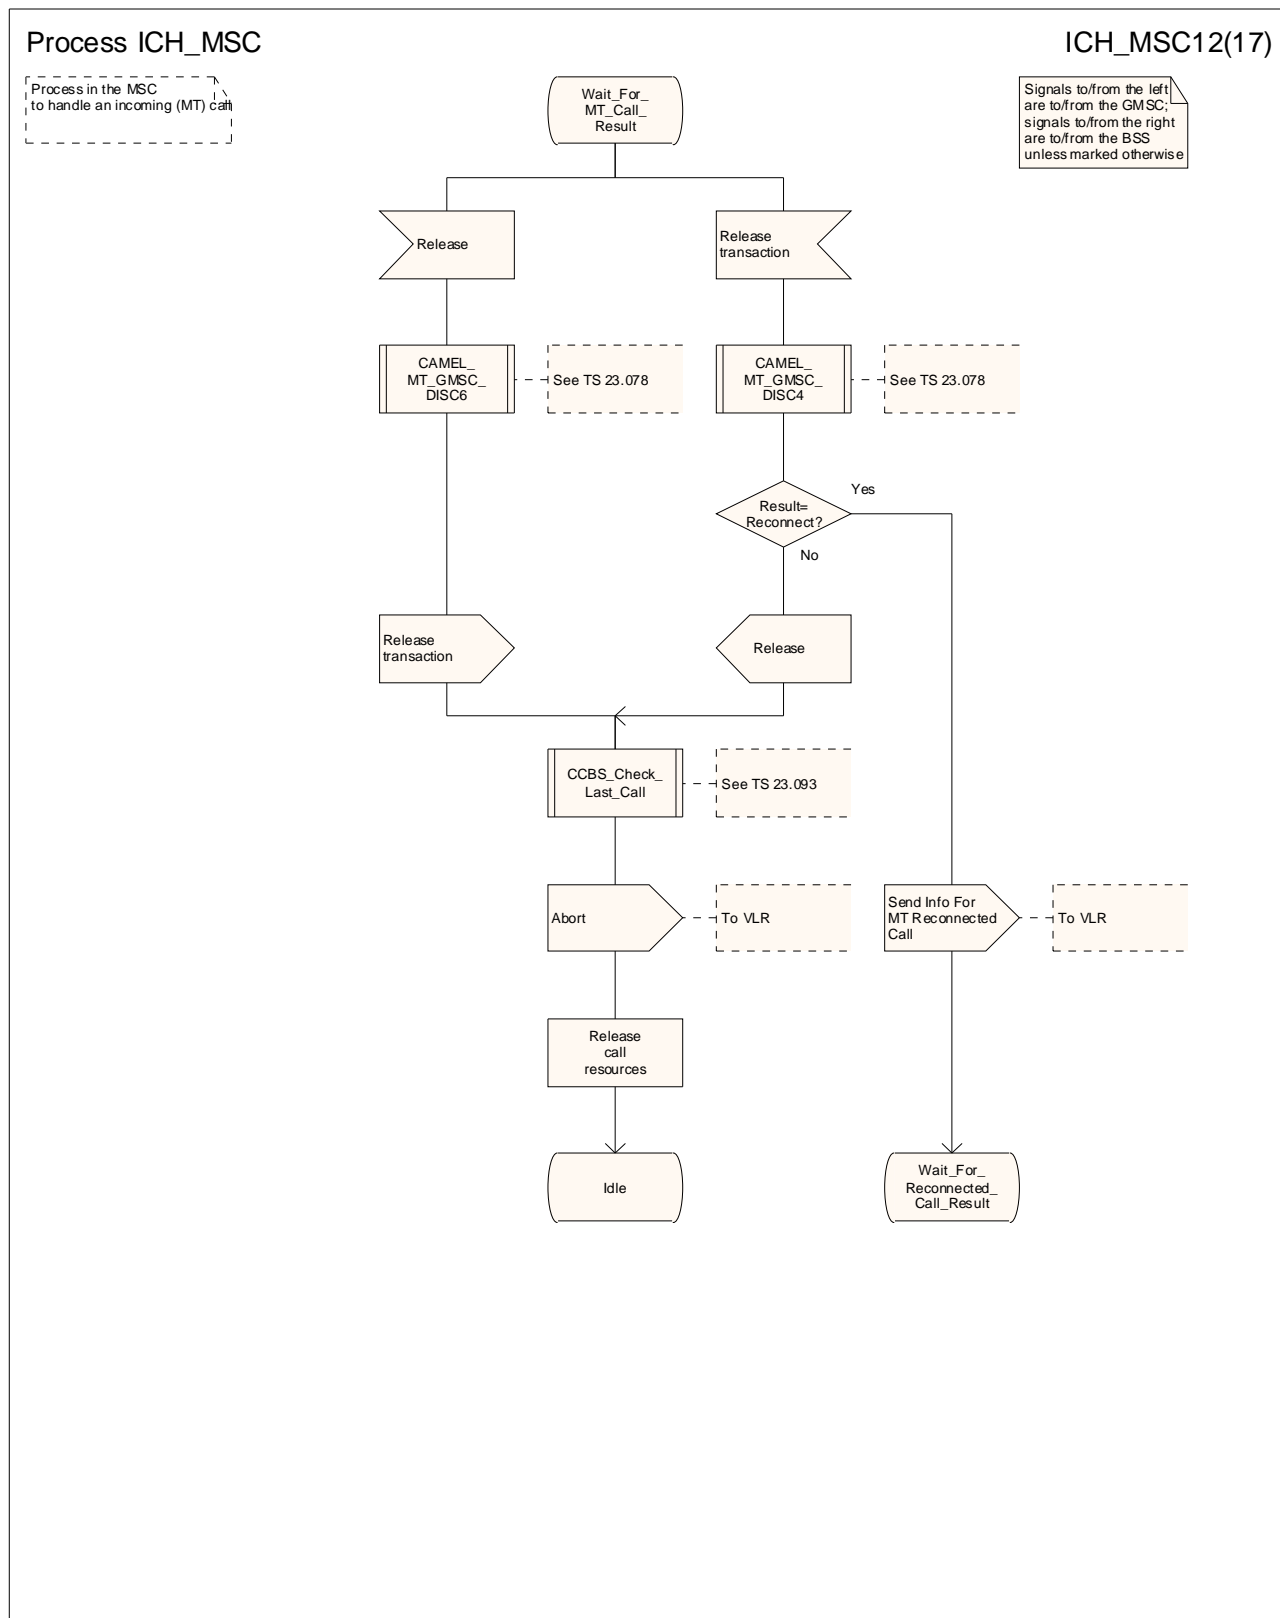 Process ICH_MSC
ICH_MSC12(17)
Process in the MSC
to handle an incoming (MT) call
Wait_For_
MT_Call_
Result
Signals to/from the left
are to/from the GMSC;
signals to/from the right
are to/from the BSS
unless marked otherwise
Release
Release
transaction
CAMEL_
MT_GMSC_
DISC6
See TS 23.078
CAMEL_
MT_GMSC_
DISC4
See TS 23.078
Yes
Result=
Reconnect?
No
Release
transaction
Release
CCBS_Check_
Last_Call
See TS 23.093
Abort
To VLR
Send Info For
MT Reconnected
Call
To VLR
Release
call
resources
Idle
Wait_For_
Reconnected_
Call_Result